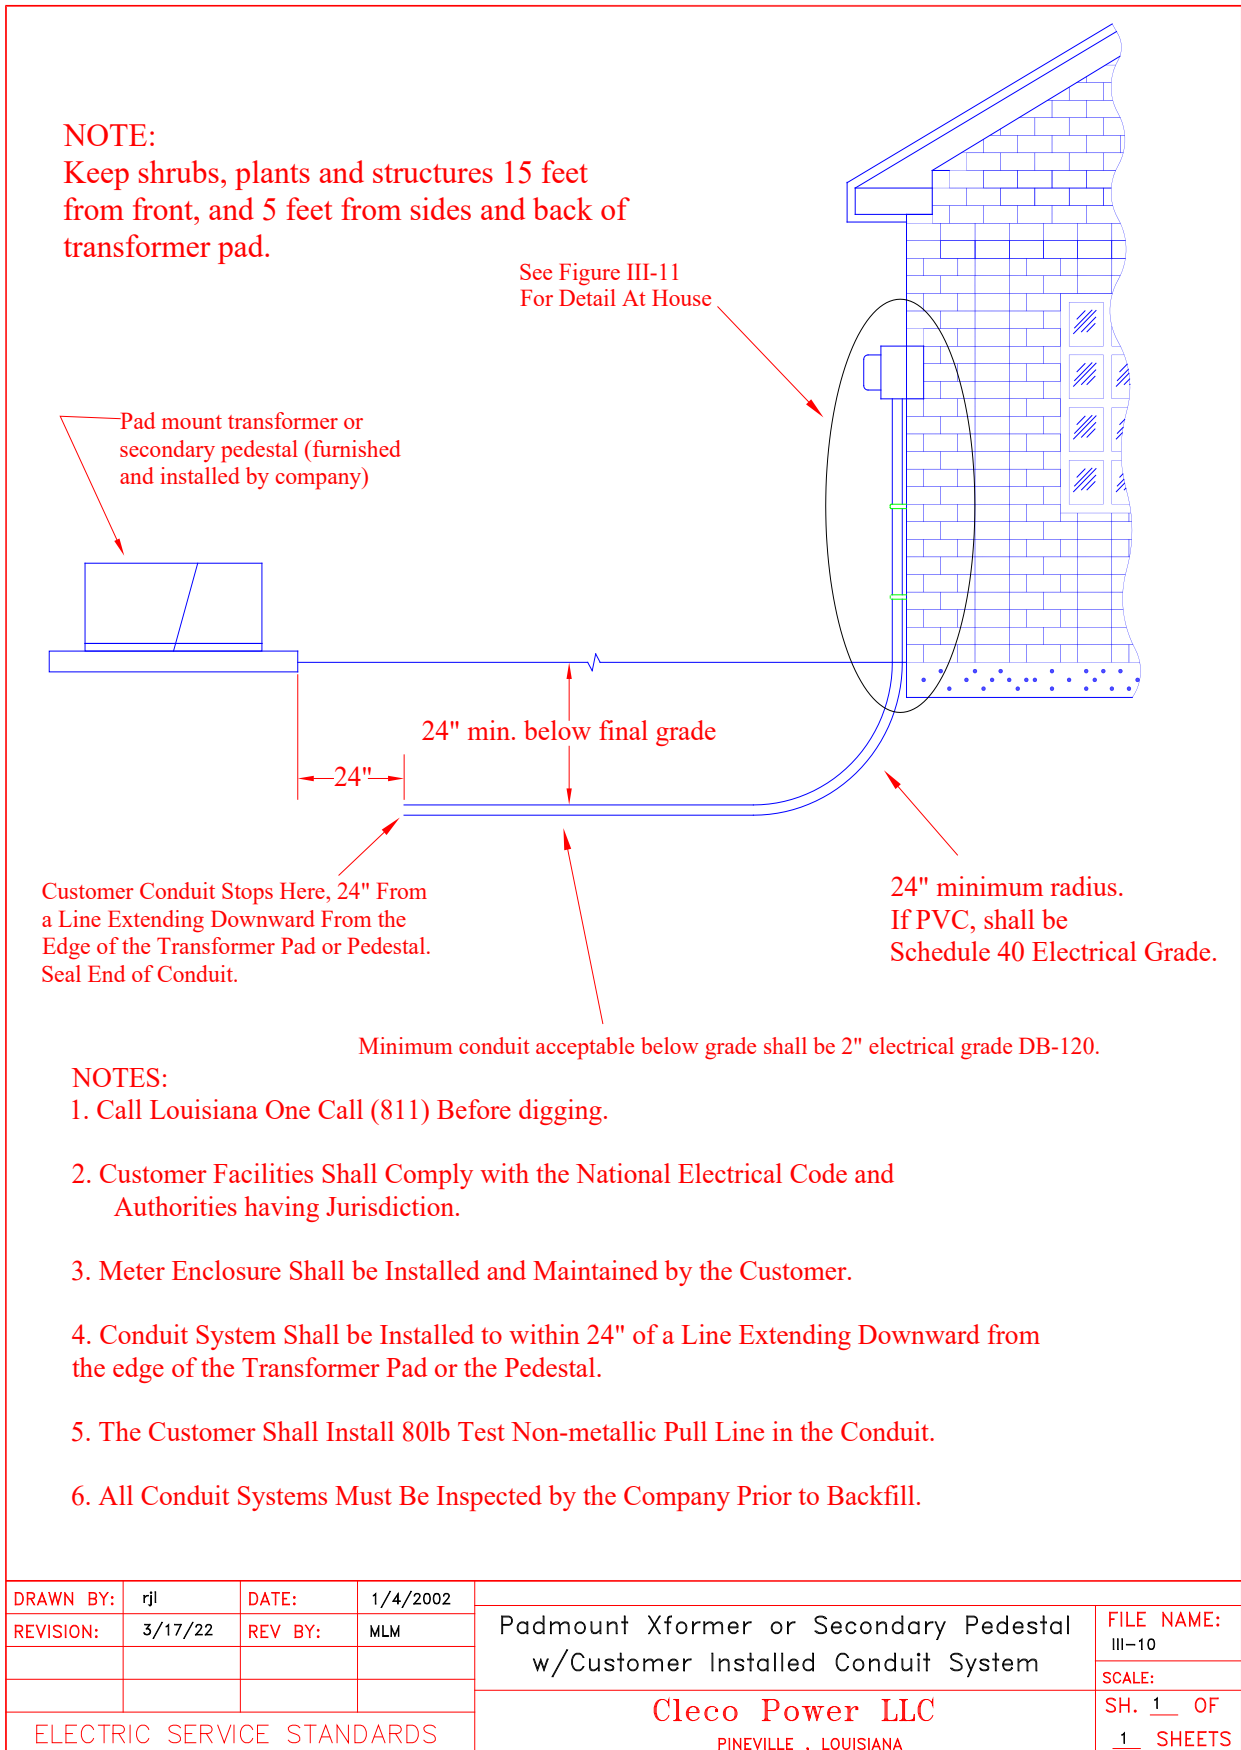 NOTE:
Keep shrubs, plants and structures 15 feet
from front, and 5 feet from sides and back of
transformer pad.
See Figure III-11
For Detail At House
Pad mount transformer or
secondary pedestal (furnished
and installed by company)
24" min. below final grade
24"
Customer Conduit Stops Here, 24" From
a Line Extending Downward From the
Edge of the Transformer Pad or Pedestal.
Seal End of Conduit.
24" minimum radius.
If PVC, shall be
Schedule 40 Electrical Grade.
Minimum conduit acceptable below grade shall be 2" electrical grade DB-120.
NOTES:
1. Call Louisiana One Call (811) Before digging.
2. Customer Facilities Shall Comply with the National Electrical Code and
Authorities having Jurisdiction.
3. Meter Enclosure Shall be Installed and Maintained by the Customer.
4. Conduit System Shall be Installed to within 24" of a Line Extending Downward from
the edge of the Transformer Pad or the Pedestal.
5. The Customer Shall Install 80lb Test Non-metallic Pull Line in the Conduit.
6. All Conduit Systems Must Be Inspected by the Company Prior to Backfill.
DRAWN BY: rjl DATE: 1/4/2002
REVISION: 3/17/22 REV BY: MLM
ELECTRIC SERVICE STANDARDS
Padmount Xformer or Secondary Pedestal
w/Customer Installed Conduit System
Cleco Power LLC
PINEVILLE , LOUISIANA
FILE NAME:
III-10
SCALE:
SH. 1 OF
1 SHEETS